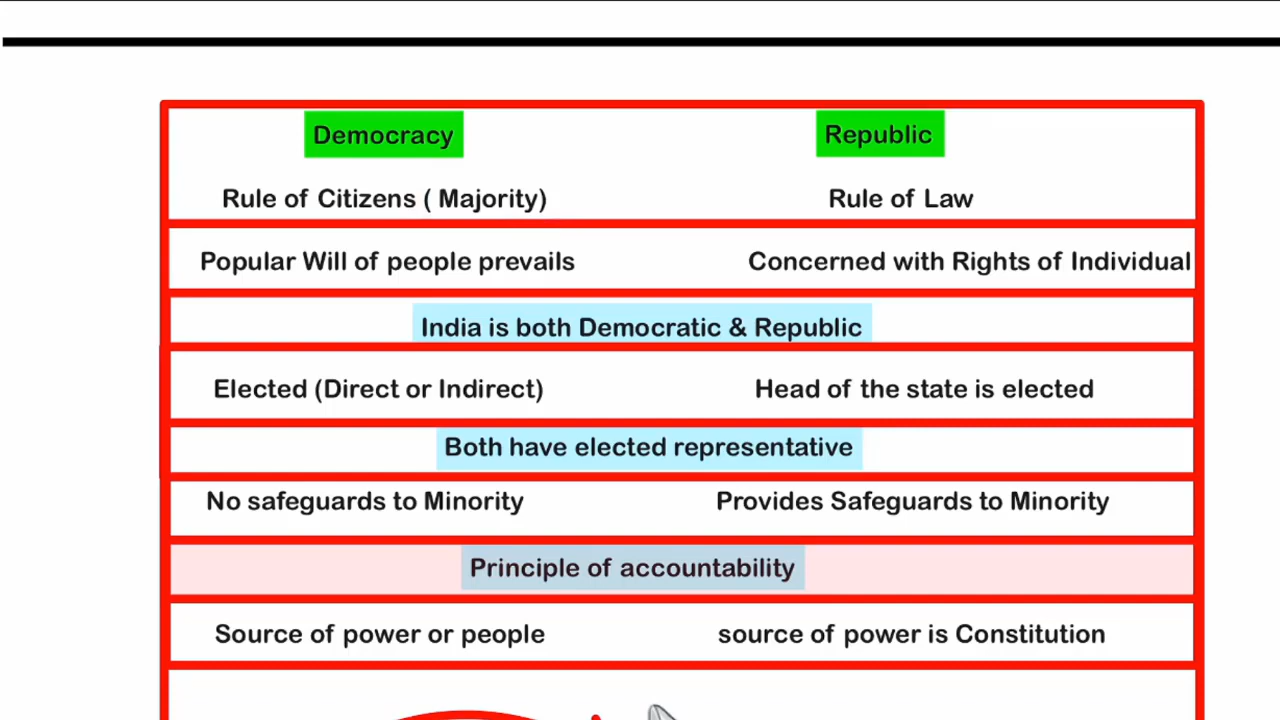 Democracy Republic
Rule of Citizens ( Majority) Rule of Law
Popular Will of people prevails Concerned with Rights of Individual
India is both Democratic & Republic
Elected (Direct or Indirect) Head of the state is elected
Both have elected representative
No safeguards to Minority Provides Safeguards to Minority
Principle of accountability
Source of power or people source of power is Constitution